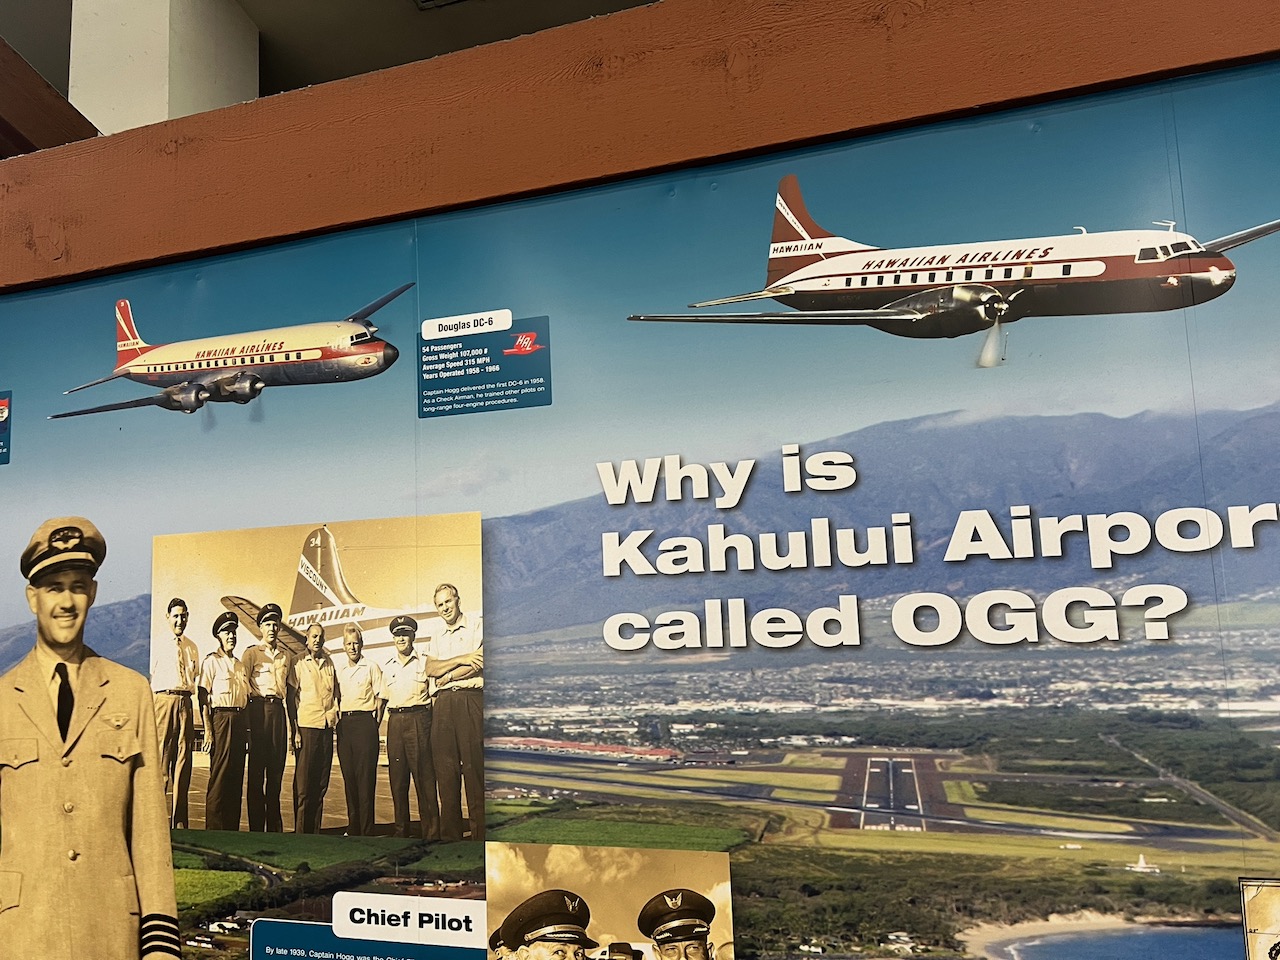 HAWAIIAN
HAWAIIAN AIRLINES
HAWAIIAN
HAWAIIAN AIRLINES
Douglas DC-6
54 Passengers
Gross Weight 107,000 #
Average Speed 315 MPH
Years Operated 1958 - 1966
HAL
Captain Hogg delivered the first DC-6 in 1958.
As a Check Airman, he trained other pilots on
long-range four-engine procedures.
Why is
Kahului Airport
called OGG?
34
VISCOUNT
HAWAIIAN
Chief Pilot
By late 1939, Captain Hogg was the Chief